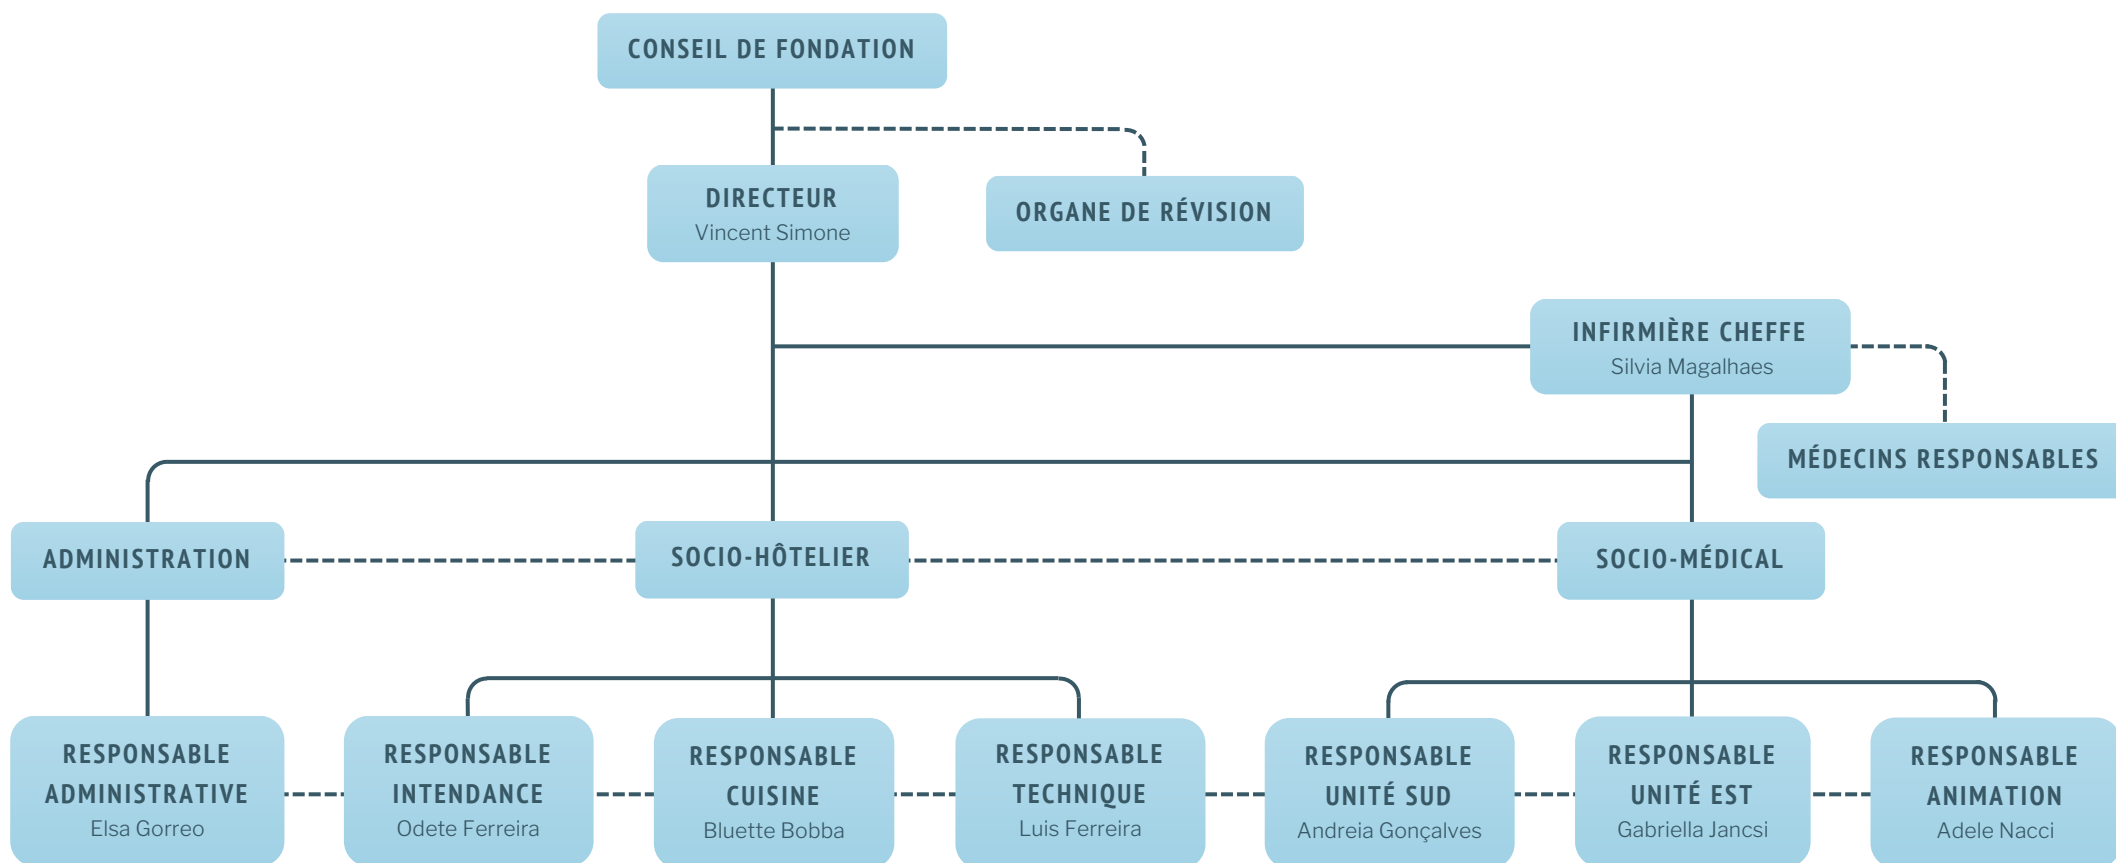 CONSEIL DE FONDATION
DIRECTEUR
Vincent Simone
ORGANE DE RÉVISION
INFIRMIÈRE CHEFFE
Silvia Magalhaes
MÉDECINS RESPONSABLES
ADMINISTRATION
SOCIO-HÔTELIER
SOCIO-MÉDICAL
RESPONSABLE
ADMINISTRATIVE
Elsa Gorreo
RESPONSABLE
INTENDANCE
Odete Ferreira
RESPONSABLE
CUISINE
Bluette Bobba
RESPONSABLE
TECHNIQUE
Luis Ferreira
RESPONSABLE
UNITÉ SUD
Andreia Gonçalves
RESPONSABLE
UNITÉ EST
Gabriella Jancsi
RESPONSABLE
ANIMATION
Adele Nacci